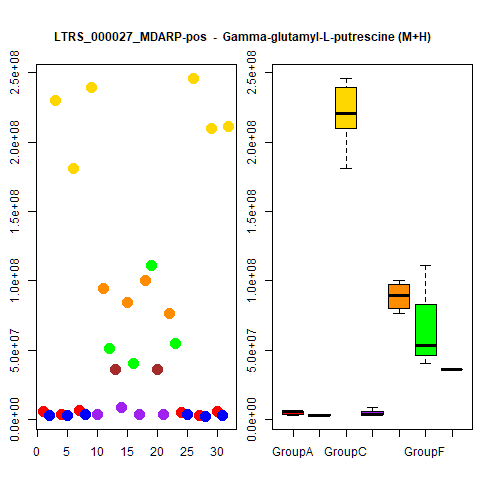 LTRS_000027_MDARP-pos - Gamma-glutamyl-L-putrescine (M+H)
2.5e+08
2.0e+08
1.5e+08
1.0e+08
5.0e+07
0.0e+00
0 5 10 15 20 25 30
2.5e+08
2.0e+08
1.5e+08
1.0e+08
5.0e+07
0.0e+00
GroupA GroupC GroupF